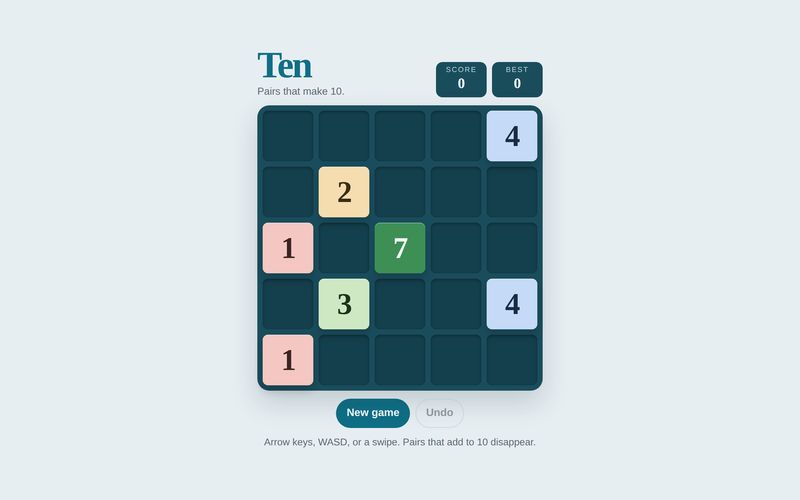 Ten
Pairs that make 10.
SCORE
0
BEST
0
4
2
1
7
3
4
1
New game
Undo
Arrow keys, WASD, or a swipe. Pairs that add to 10 disappear.